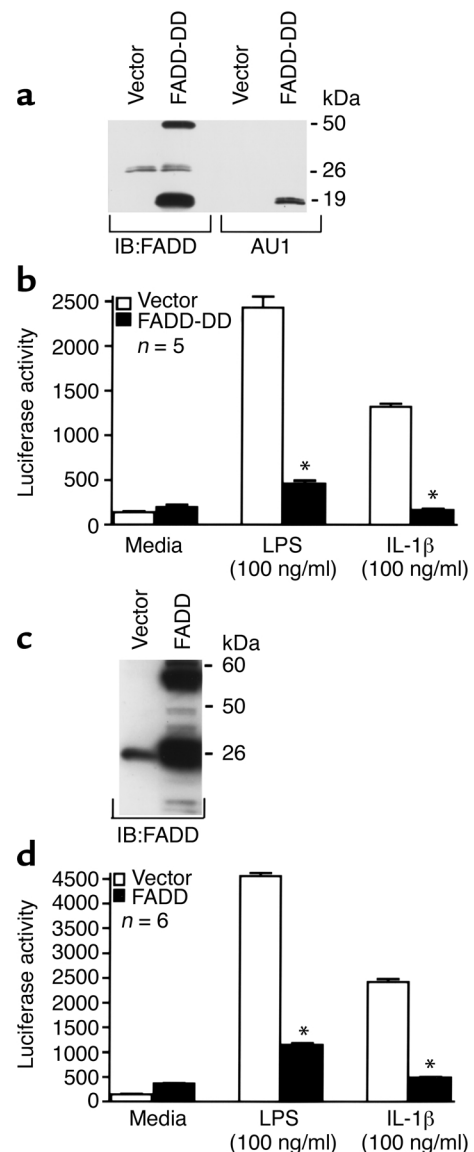 a
Vector
FADD-DD
Vector
FADD-DD
kDa
- 50
- 26
- 19
IB:FADD
AU1
b
Luciferase activity
2500
2000
1500
1000
500
0
Vector
FADD-DD
n = 5
*
*
Media
LPS
(100 ng/ml)
IL-1β
(100 ng/ml)
c
Vector
FADD
kDa
- 60
- 50
- 26
IB:FADD
d
Luciferase activity
4500
4000
3500
3000
2500
2000
1500
1000
500
0
Vector
FADD
n = 6
*
*
Media
LPS
(100 ng/ml)
IL-1β
(100 ng/ml)